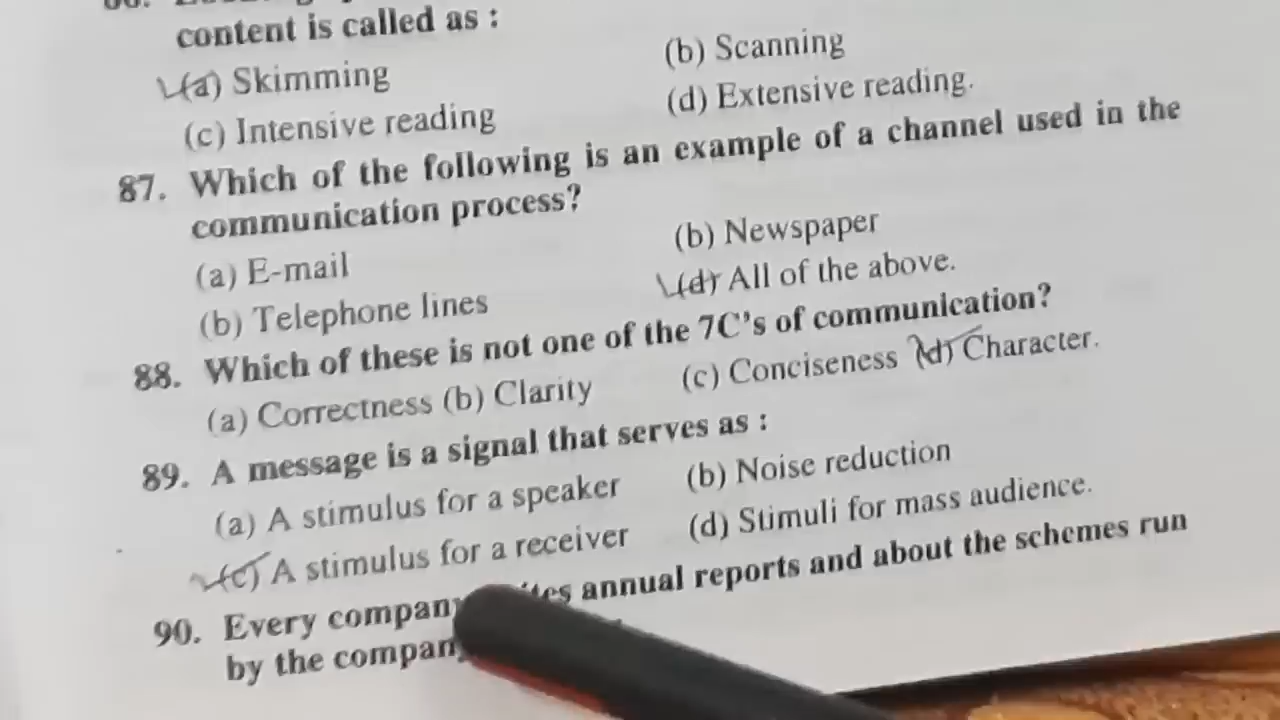 content is called as :
(a) Skimming (b) Scanning
(c) Intensive reading (d) Extensive reading.
87. Which of the following is an example of a channel used in the
communication process?
(a) E-mail (b) Newspaper
(b) Telephone lines (d) All of the above.
88. Which of these is not one of the 7C's of communication?
(a) Correctness (b) Clarity (c) Conciseness (d) Character.
89. A message is a signal that serves as :
(a) A stimulus for a speaker (b) Noise reduction
(c) A stimulus for a receiver (d) Stimuli for mass audience.
90. Every company annual reports and about the schemes run
by the company